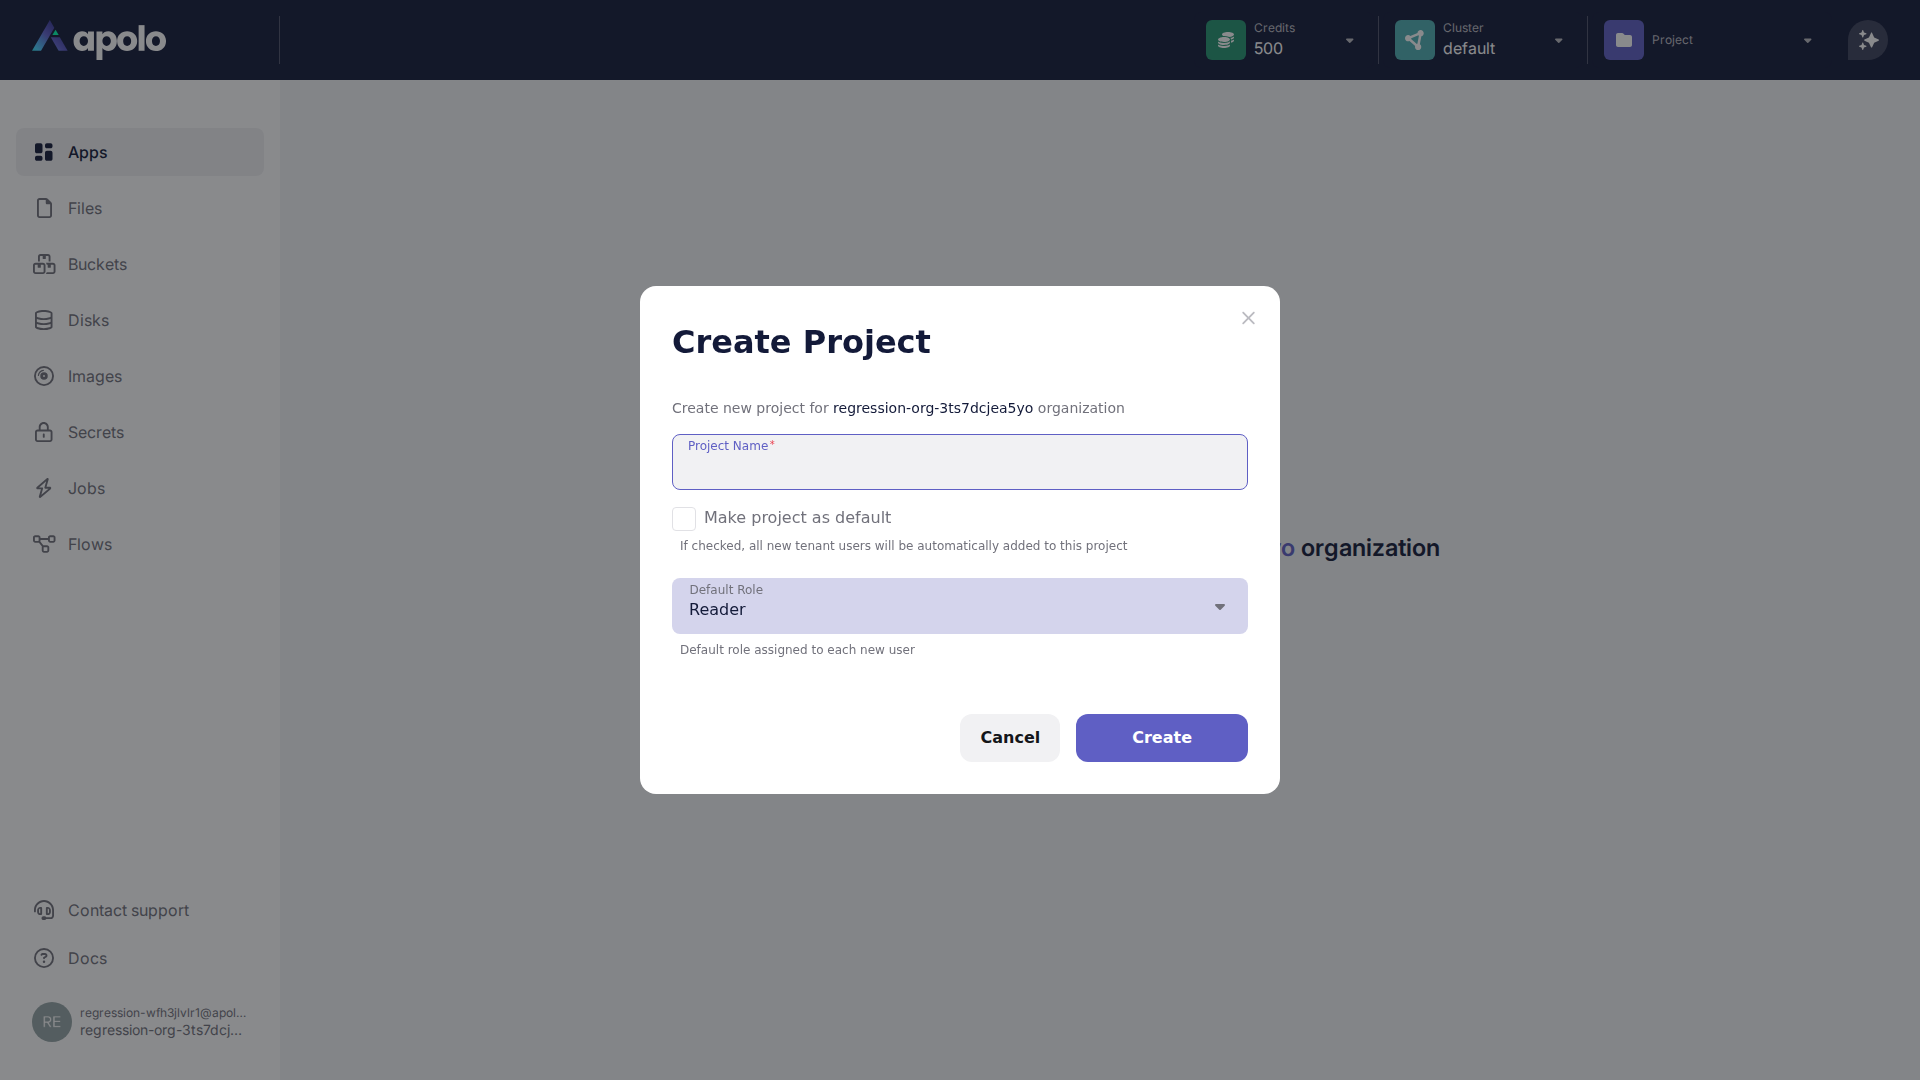 apolo
Credits
500
Cluster
default
Project
Apps
Files
Buckets
Disks
Images
Secrets
Jobs
Flows
Contact support
Docs
RE
regression-wfh3jlvlr1@apol...
regression-org-3ts7dcj...
organization
Create Project
Create new project for regression-org-3ts7dcjea5yo organization
Project Name*
Make project as default
If checked, all new tenant users will be automatically added to this project
Default Role
Reader
Default role assigned to each new user
Cancel
Create